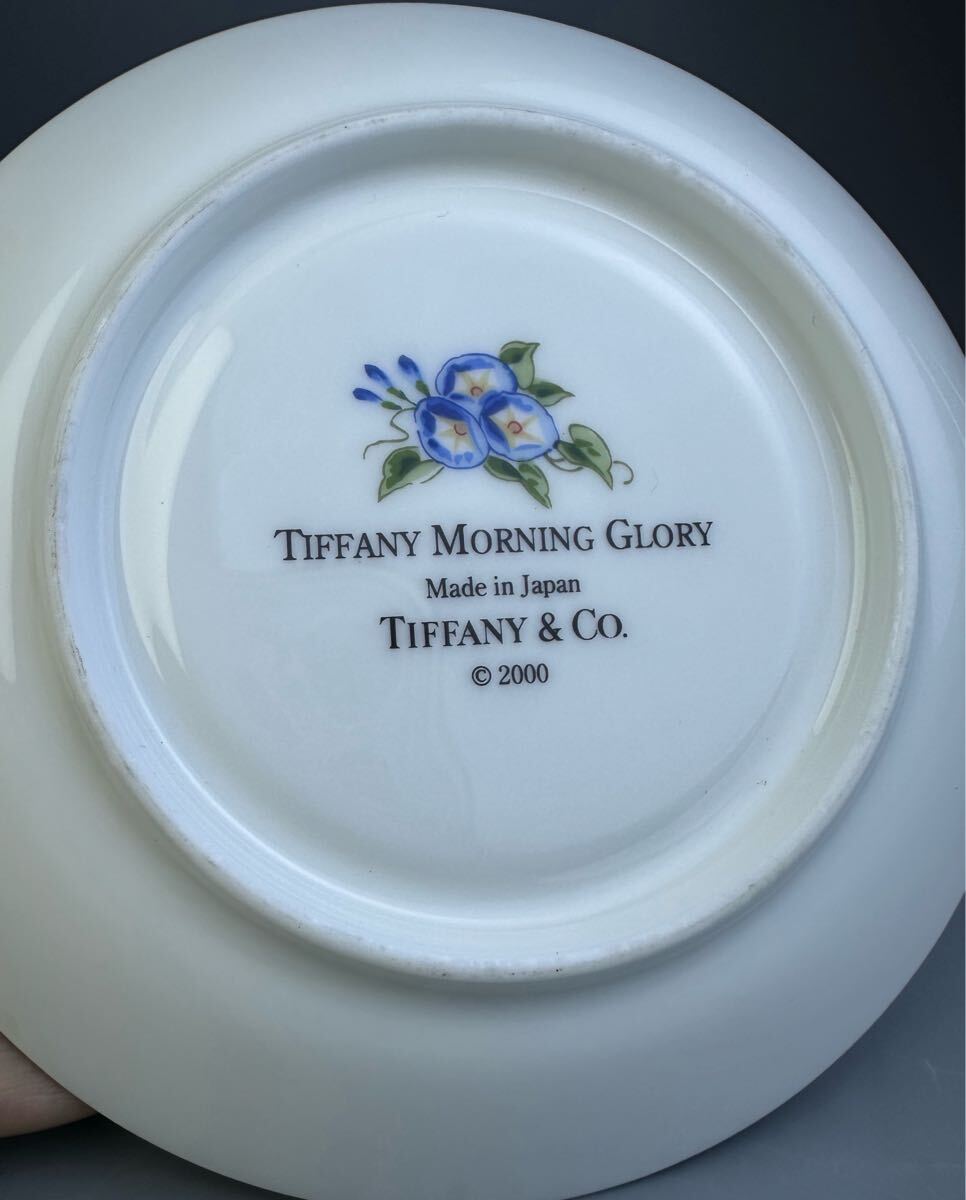 TIFFANY MORNING GLORY
Made in Japan
TIFFANY & CO.
© 2000